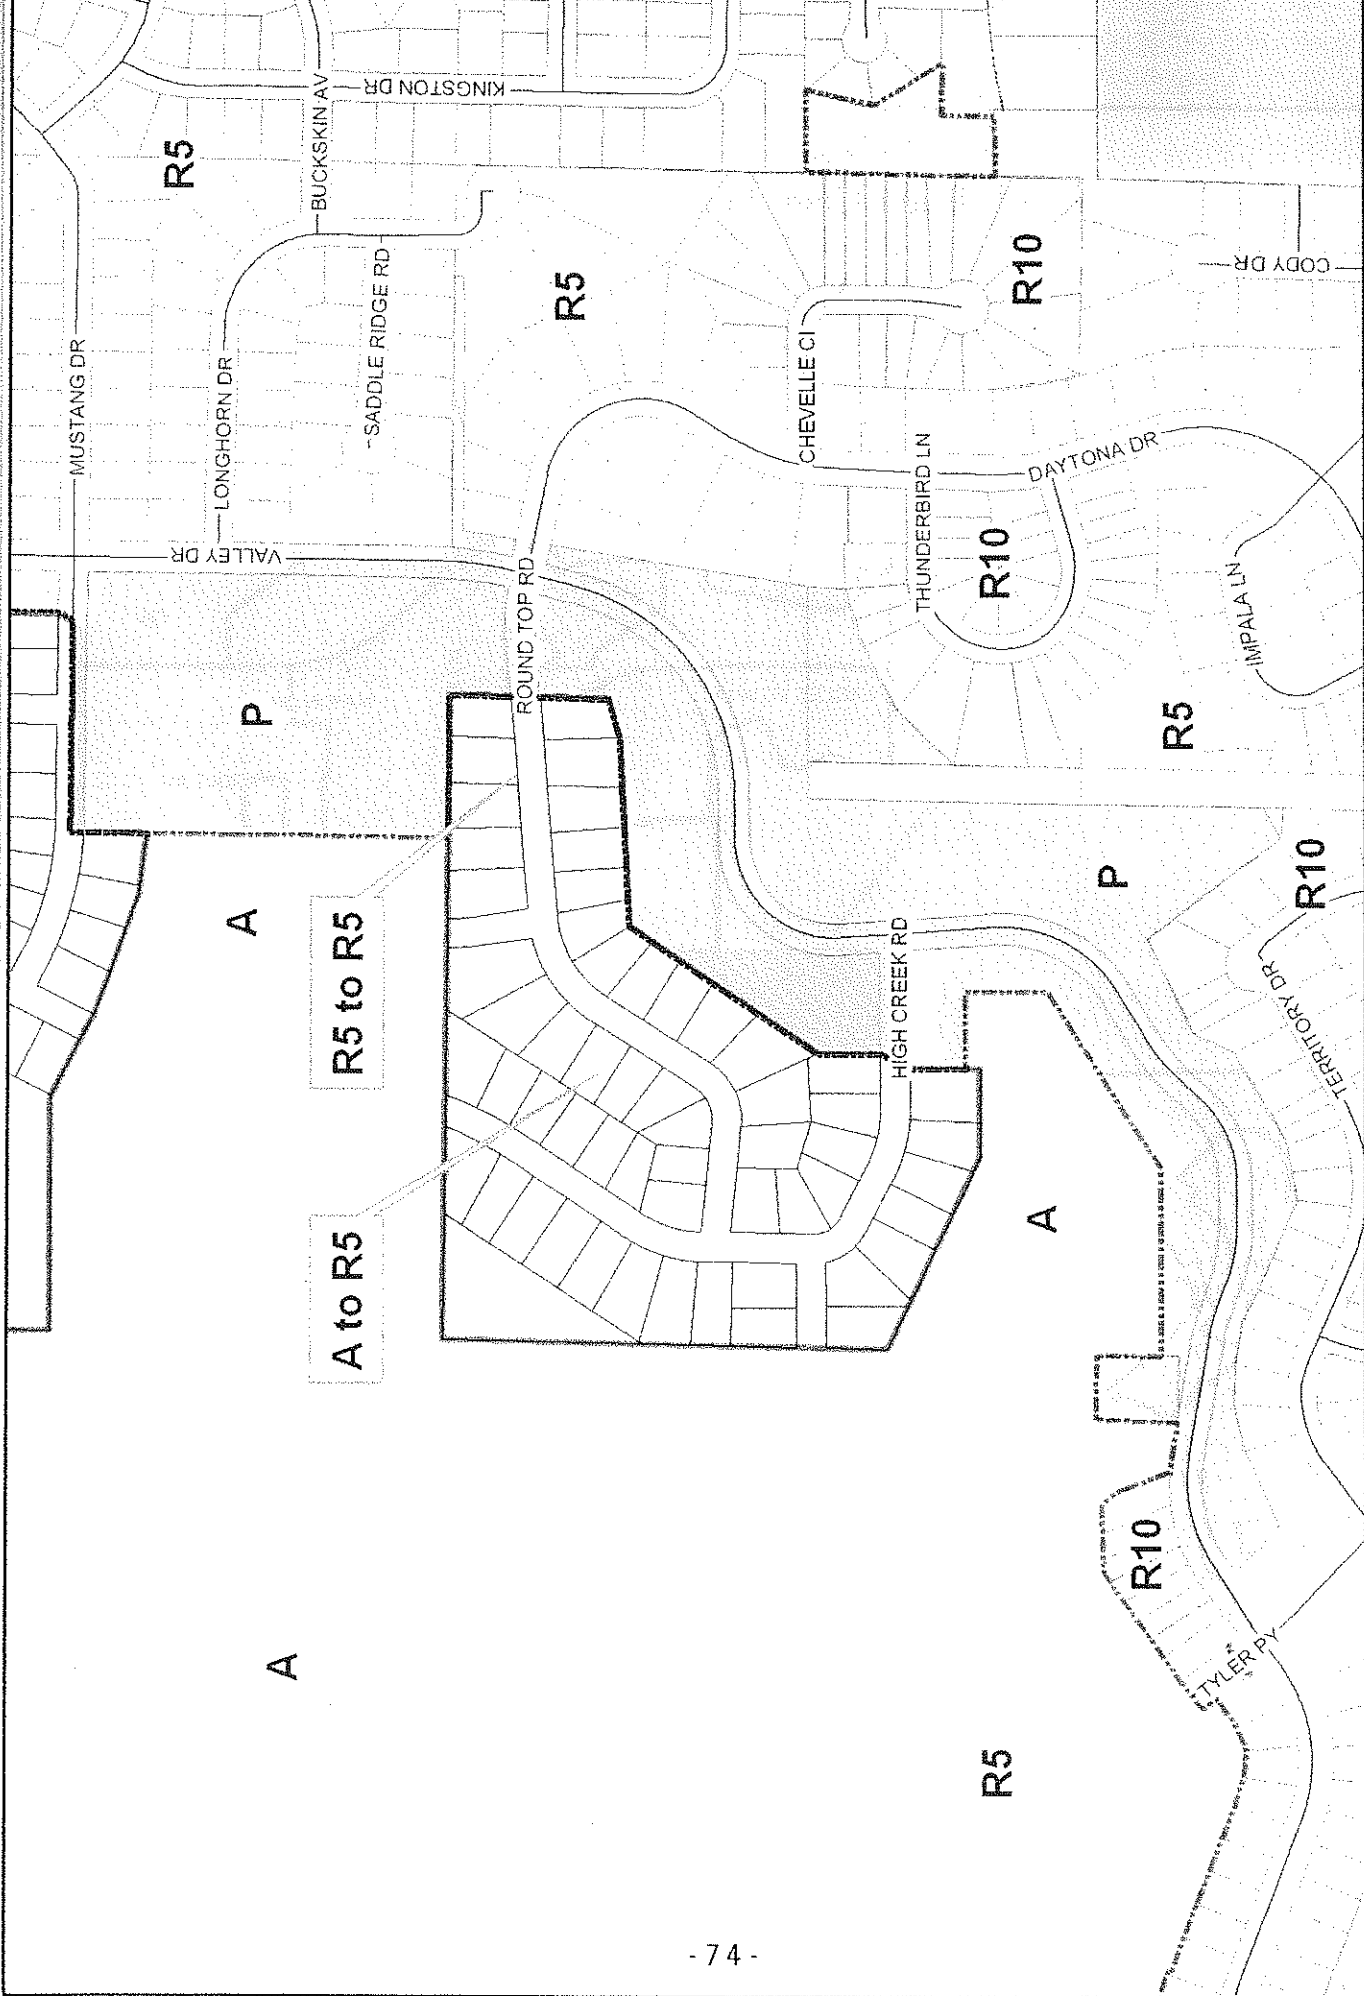 MUSTANG DR
R5
BUCKSKIN AV
KINGSTON DR
LONGHORN DR
SADDLE RIDGE RD
R5
VALLEY DR
ROUND TOP RD
CHEVELLE CI
R10
CODY DR
THUNDERBIRD LN
DAYTONA DR
R10
IMPALA LN
R5
P
R5 to R5
A
A to R5
HIGH CREEK RD
P
R10
TERRITORY DR
A
A
R10
TYLER PY
R5
-74-